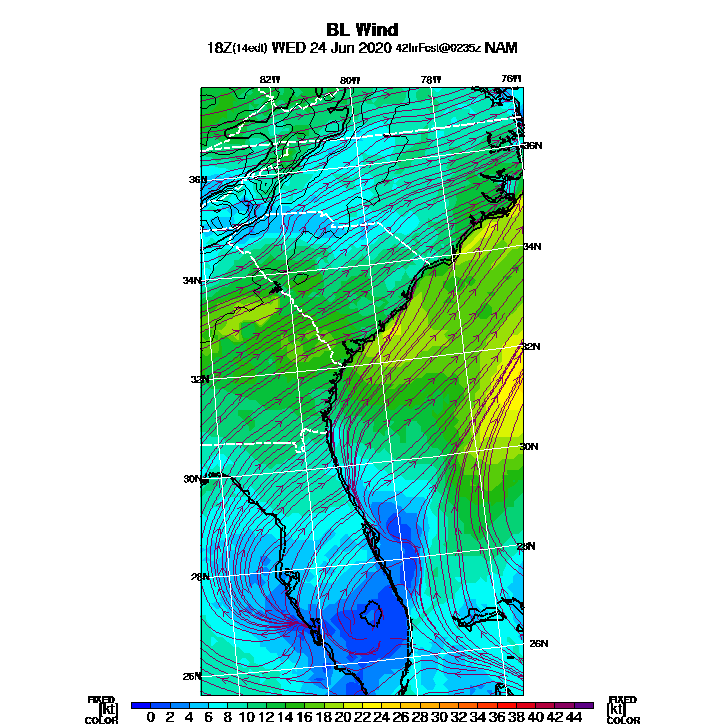 BL Wind
18Z(14edt) WED 24 Jun 2020 42hrFcst@0235z NAM
82W 80W 78W 76W
36N
36N
34N
34N
32N
32N
30N
30N
28N
28N
26N
26N
FIXED FIXED
[kt] 0 2 4 6 8 10 12 14 16 18 20 22 24 26 28 30 32 34 36 38 40 42 44 [kt]
COLOR COLOR